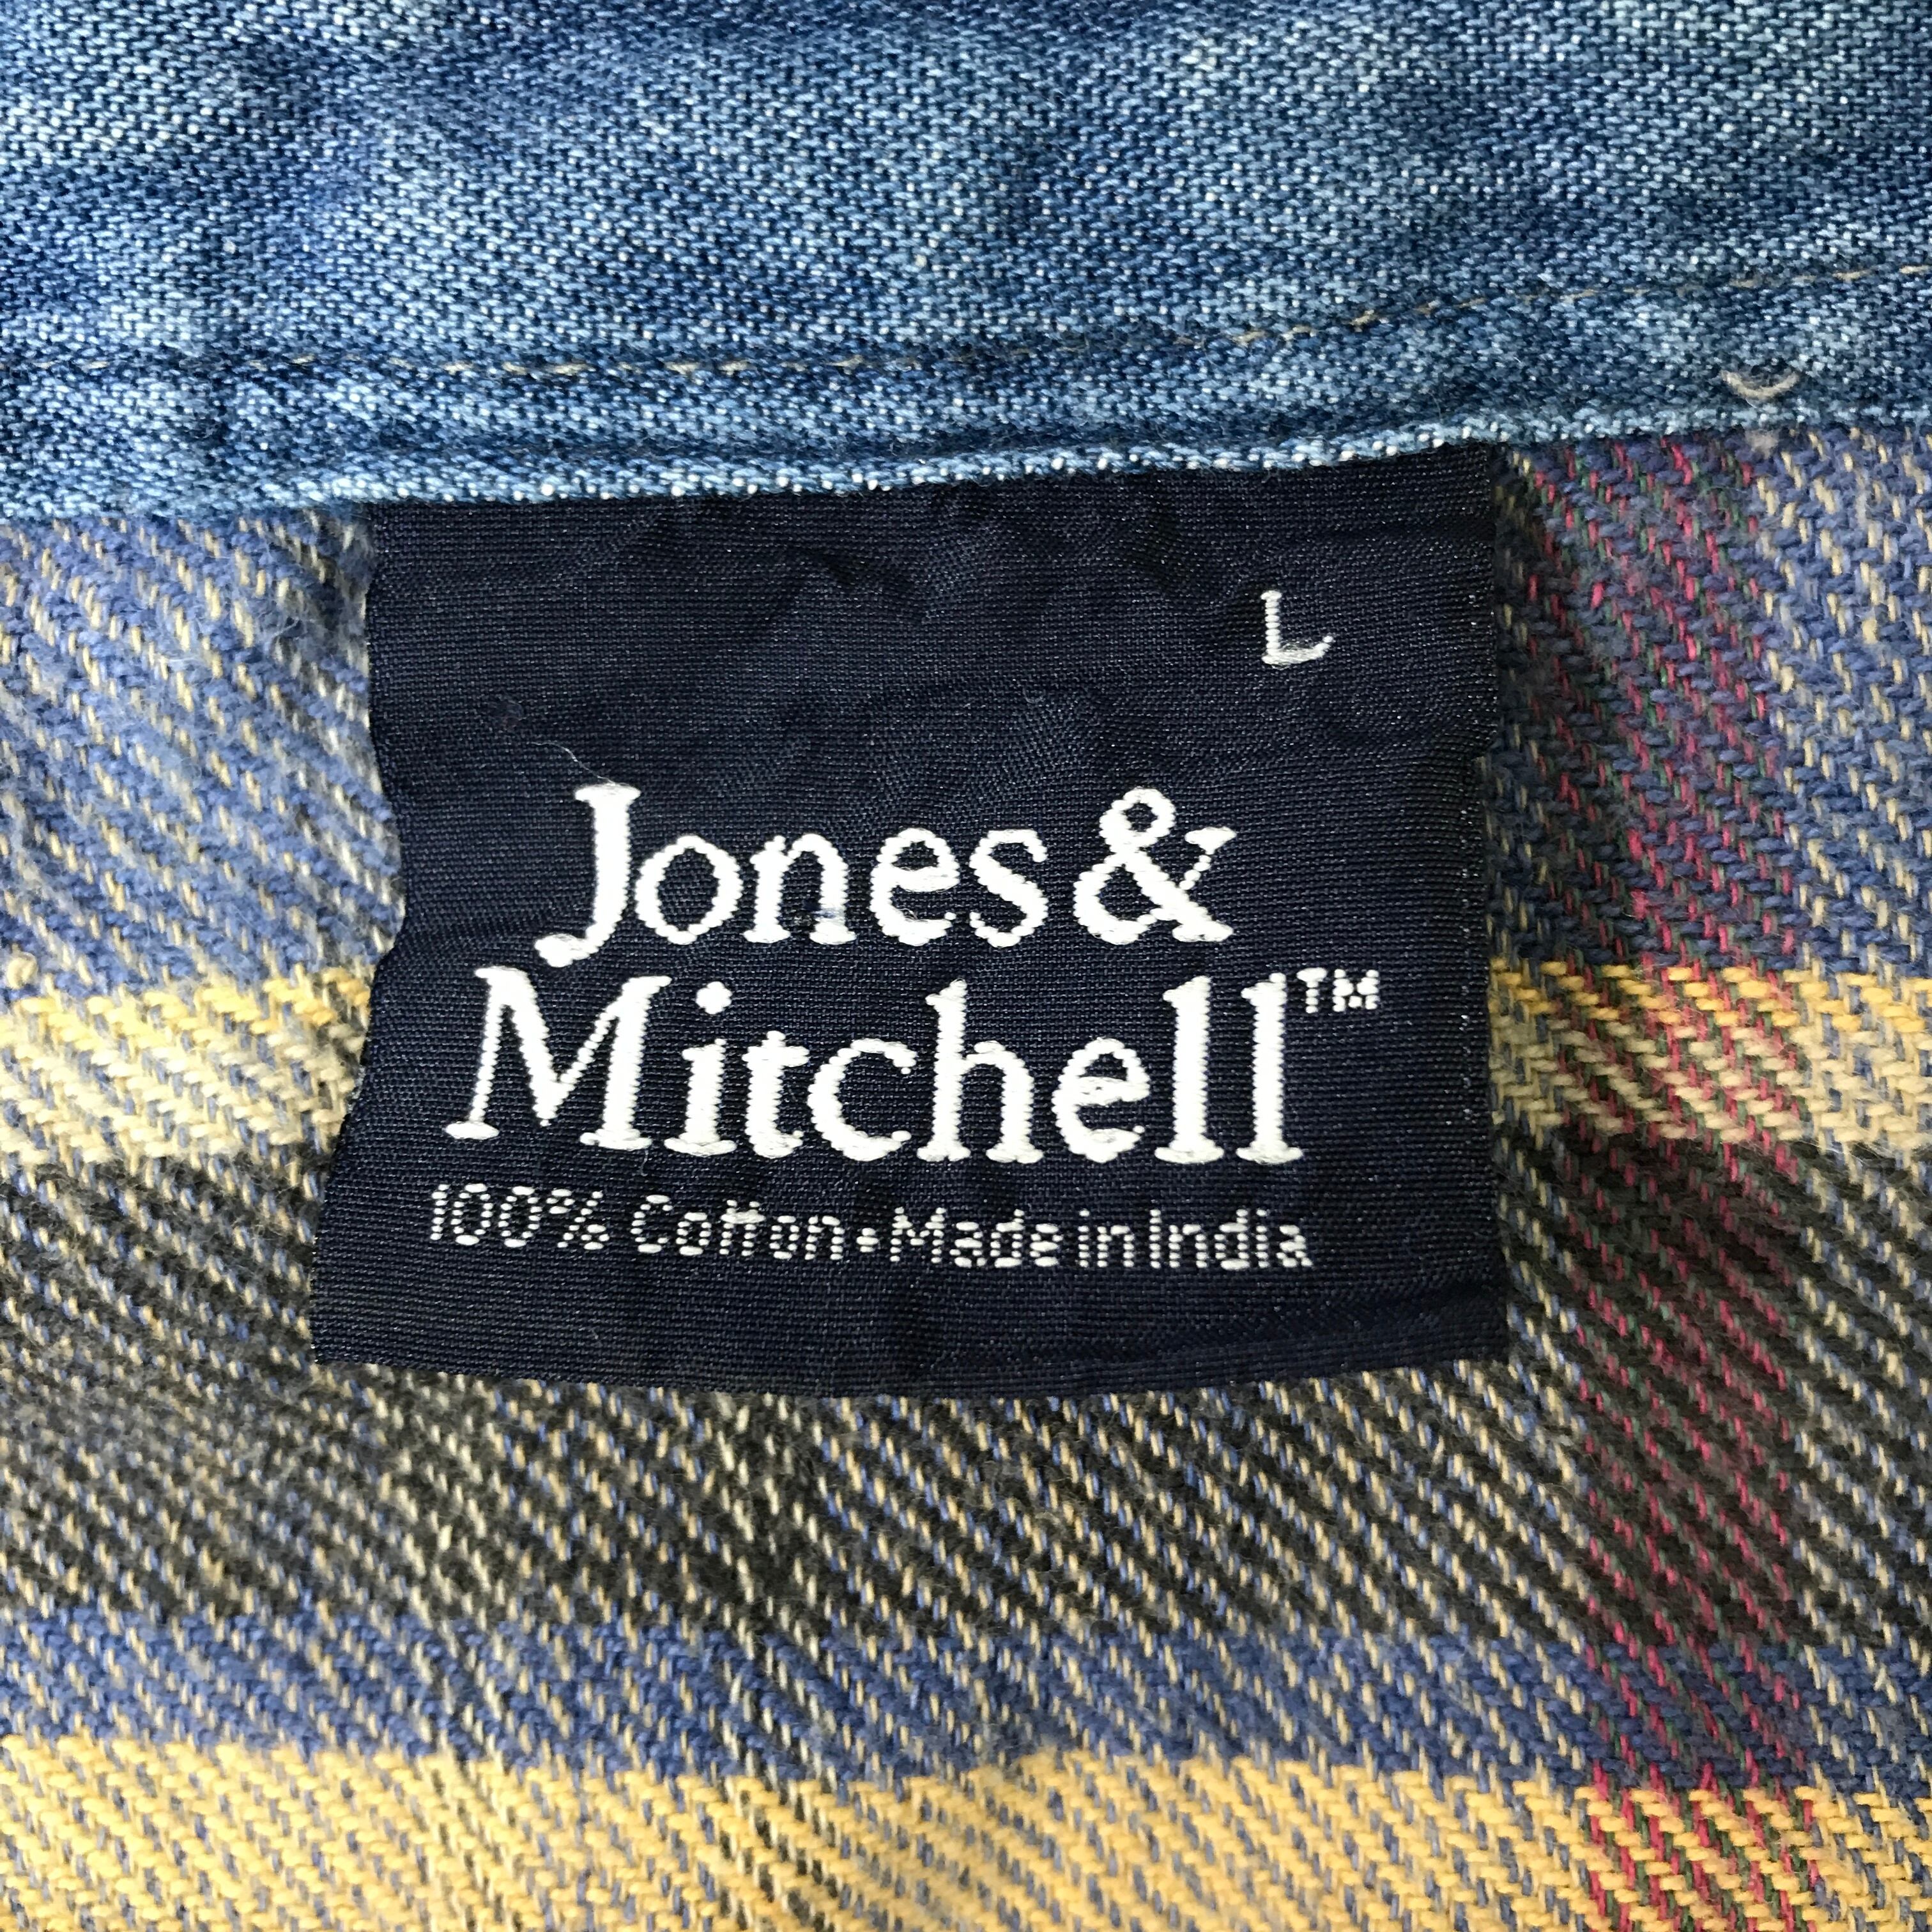 L
Jones &
Mitchell™
100% Cotton • Made in India